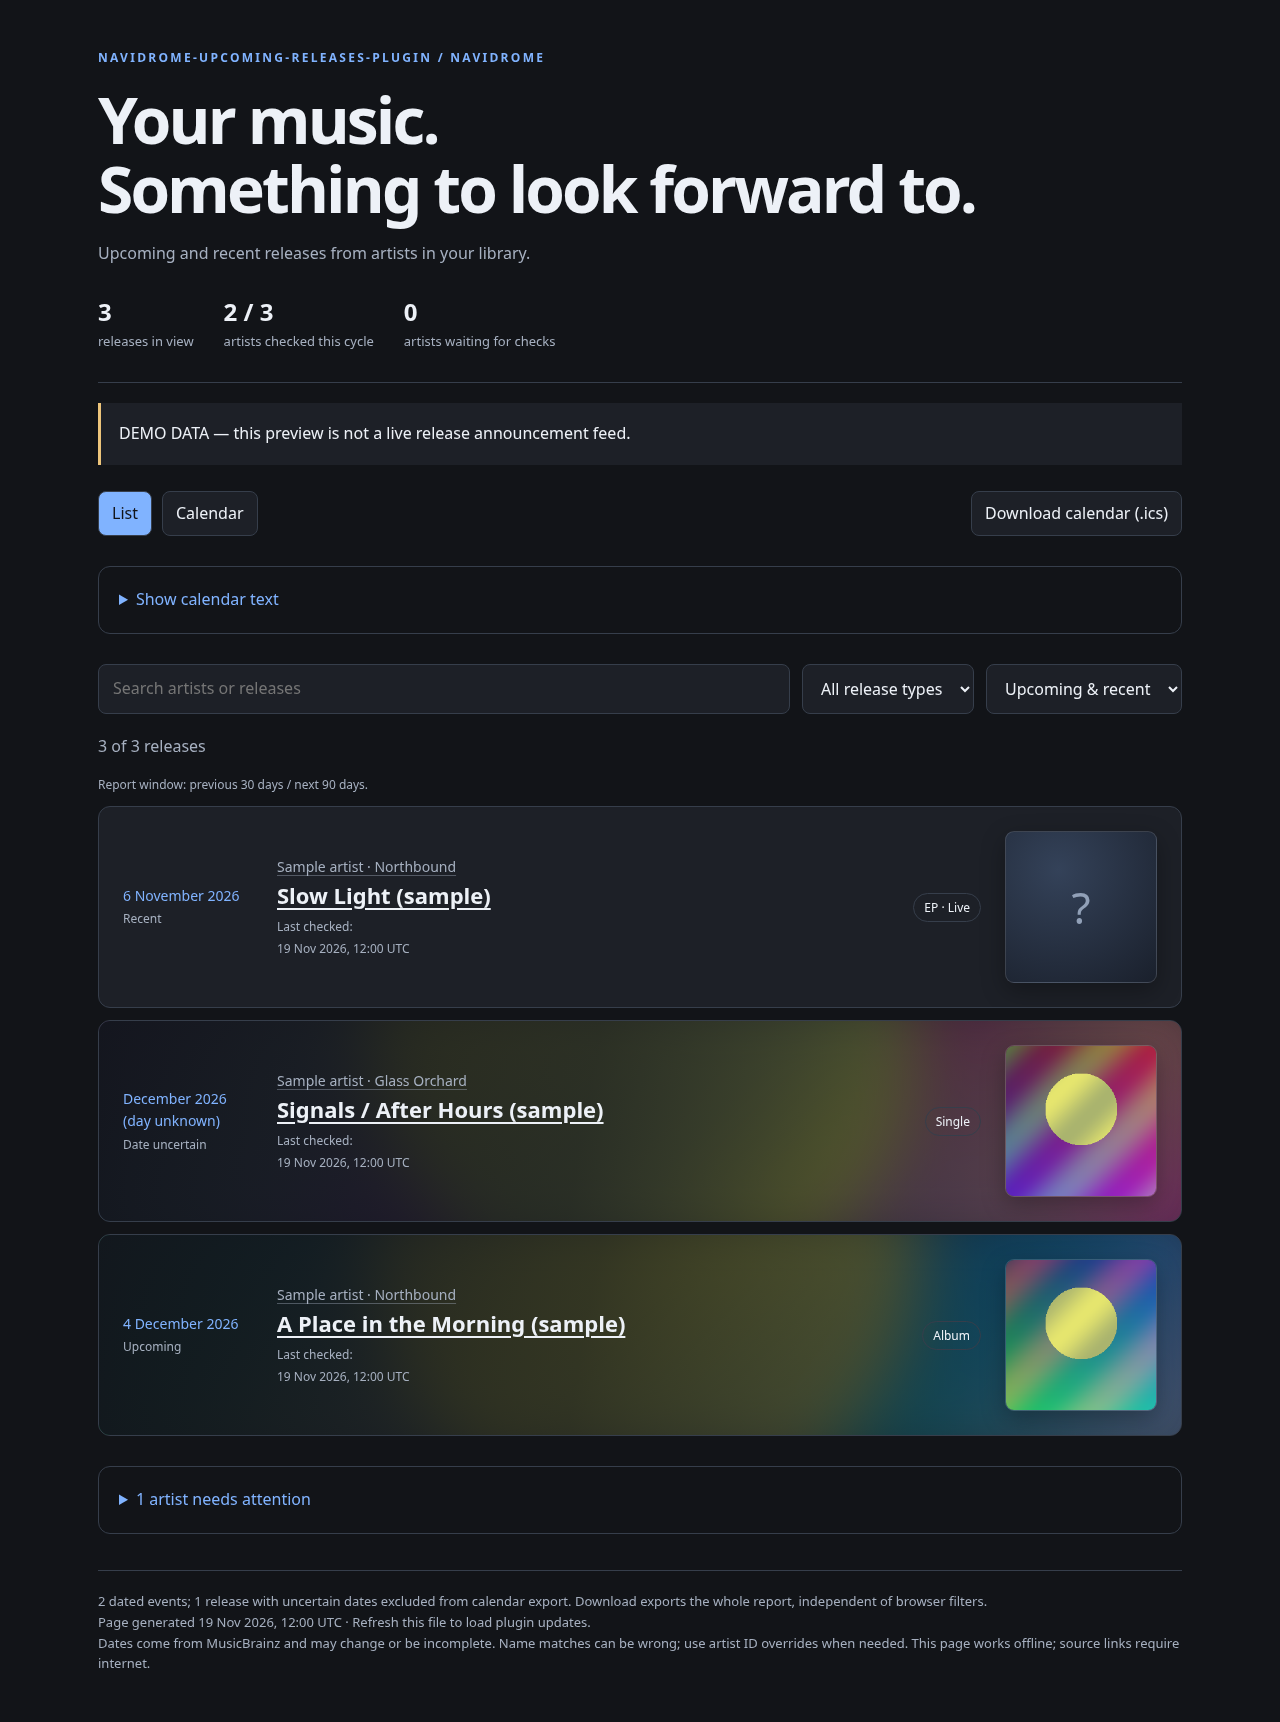 NAVIDROME-UPCOMING-RELEASES-PLUGIN / NAVIDROME
Your music.
Something to look forward to.
Upcoming and recent releases from artists in your library.
3
releases in view
2 / 3
artists checked this cycle
0
artists waiting for checks
DEMO DATA — this preview is not a live release announcement feed.
List
Calendar
Download calendar (.ics)
Show calendar text
Search artists or releases
All release types
Upcoming & recent
3 of 3 releases
Report window: previous 30 days / next 90 days.
6 November 2026
Recent
Sample artist · Northbound
Slow Light (sample)
Last checked:
19 Nov 2026, 12:00 UTC
EP · Live
?
December 2026
(day unknown)
Date uncertain
Sample artist · Glass Orchard
Signals / After Hours (sample)
Last checked:
19 Nov 2026, 12:00 UTC
Single
4 December 2026
Upcoming
Sample artist · Northbound
A Place in the Morning (sample)
Last checked:
19 Nov 2026, 12:00 UTC
Album
1 artist needs attention
2 dated events; 1 release with uncertain dates excluded from calendar export. Download exports the whole report, independent of browser filters.
Page generated 19 Nov 2026, 12:00 UTC · Refresh this file to load plugin updates.
Dates come from MusicBrainz and may change or be incomplete. Name matches can be wrong; use artist ID overrides when needed. This page works offline; source links require
internet.